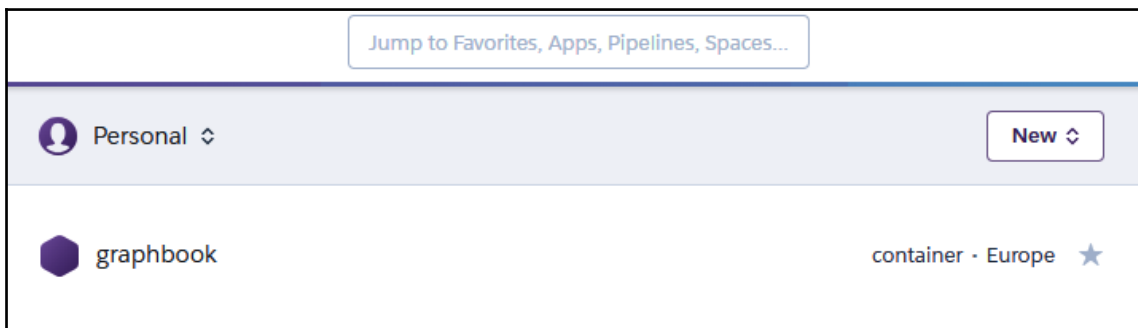 Jump to Favorites, Apps, Pipelines, Spaces...
Personal
New
graphbook
container · Europe